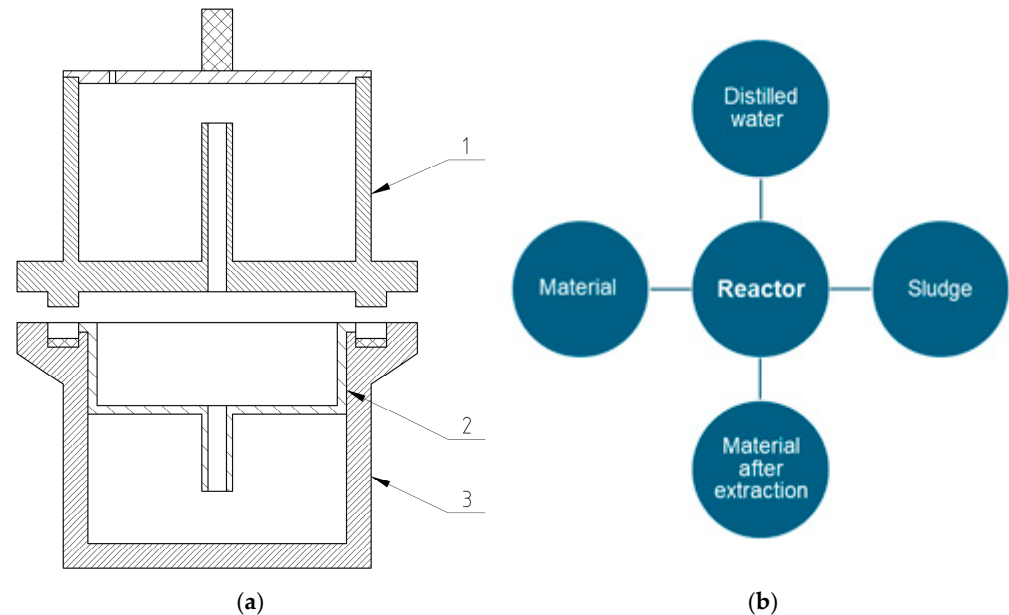 1
2
3
(a)
Distilled
water
Material
Reactor
Sludge
Material
after
extraction
(b)